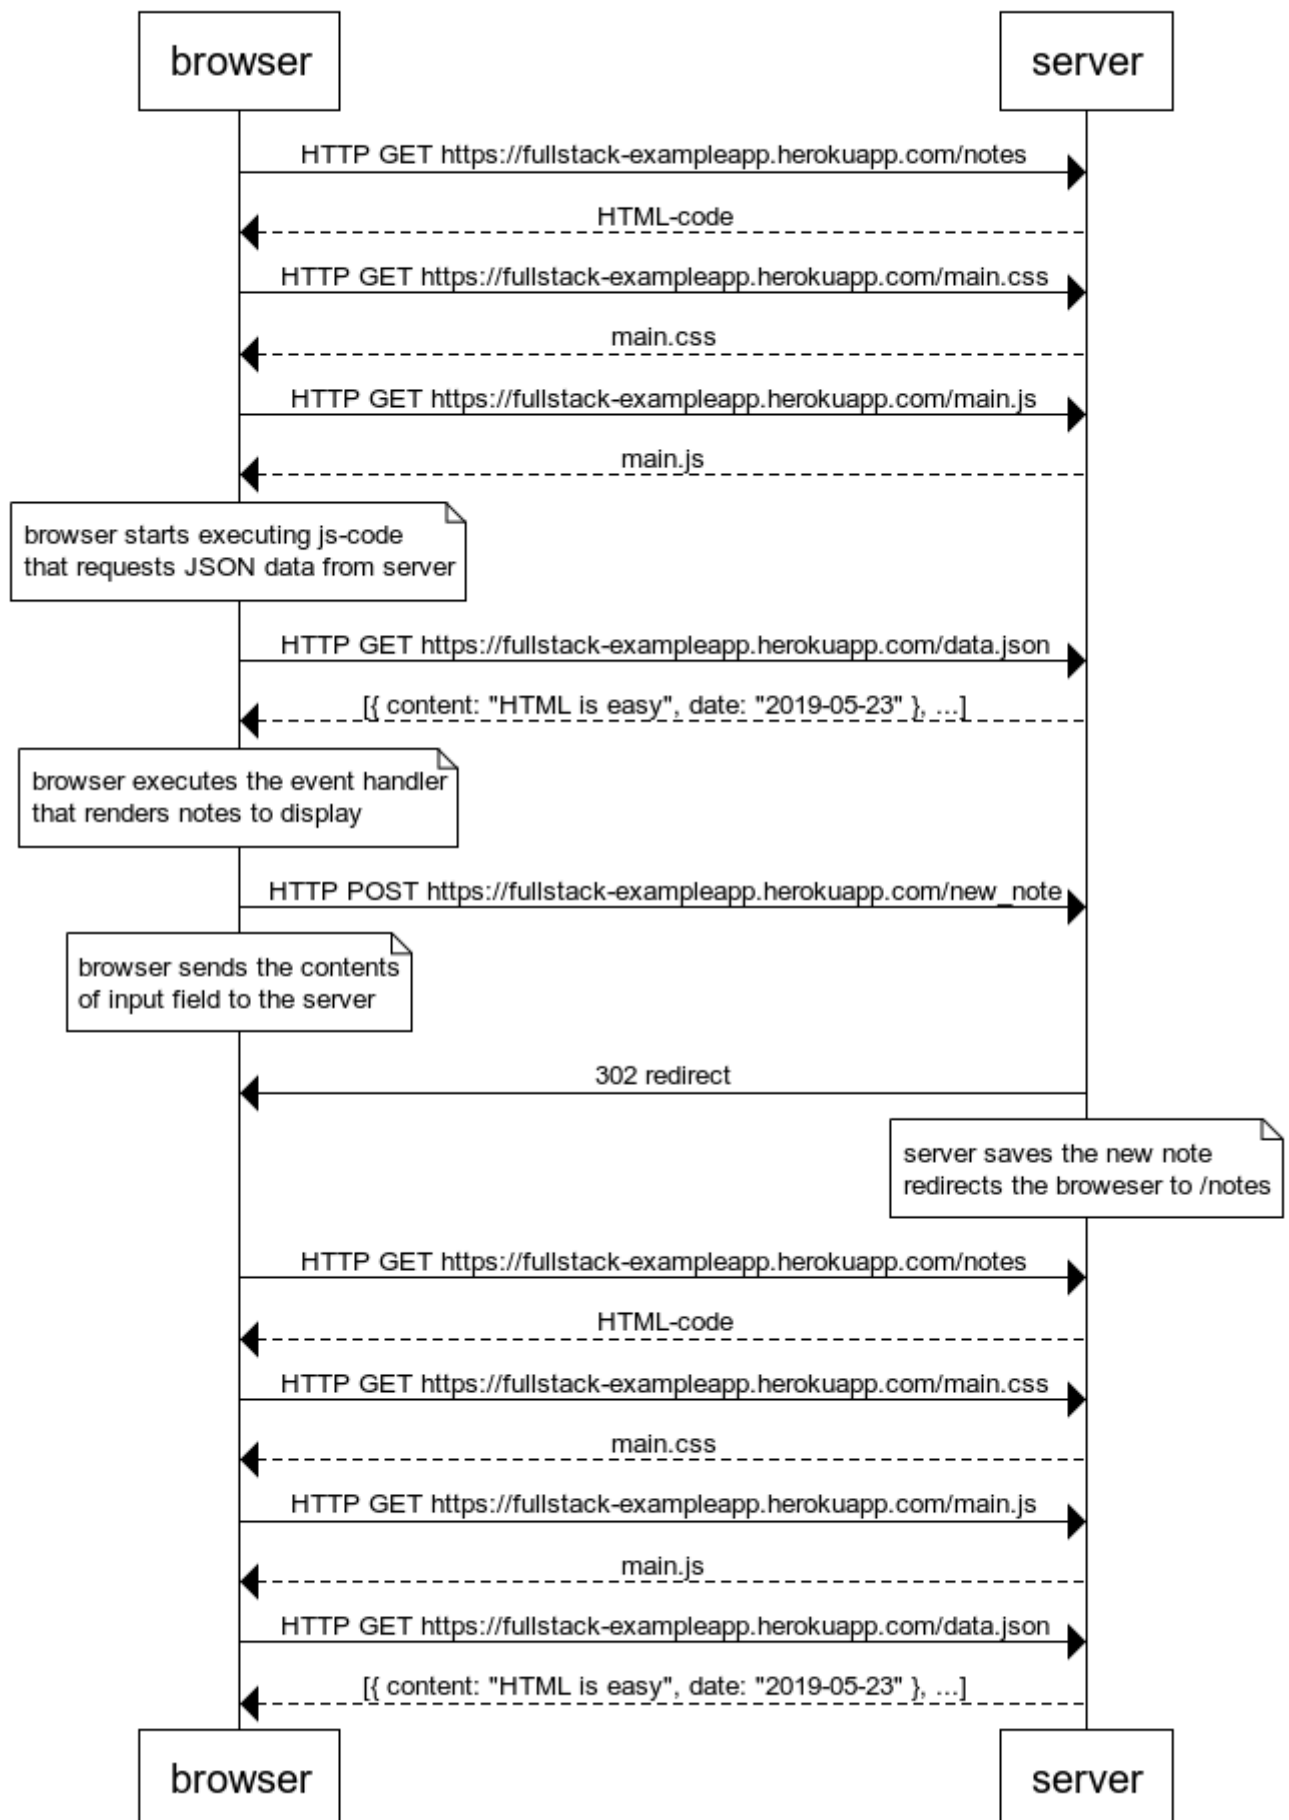 browser
server
HTTP GET https://fullstack-exampleapp.herokuapp.com/notes
HTML-code
HTTP GET https://fullstack-exampleapp.herokuapp.com/main.css
main.css
HTTP GET https://fullstack-exampleapp.herokuapp.com/main.js
main.js
browser starts executing js-code
that requests JSON data from server
HTTP GET https://fullstack-exampleapp.herokuapp.com/data.json
[{ content: "HTML is easy", date: "2019-05-23" }, ...]
browser executes the event handler
that renders notes to display
HTTP POST https://fullstack-exampleapp.herokuapp.com/new_note
browser sends the contents
of input field to the server
302 redirect
server saves the new note
redirects the broweser to /notes
HTTP GET https://fullstack-exampleapp.herokuapp.com/notes
HTML-code
HTTP GET https://fullstack-exampleapp.herokuapp.com/main.css
main.css
HTTP GET https://fullstack-exampleapp.herokuapp.com/main.js
main.js
HTTP GET https://fullstack-exampleapp.herokuapp.com/data.json
[{ content: "HTML is easy", date: "2019-05-23" }, ...]
browser
server